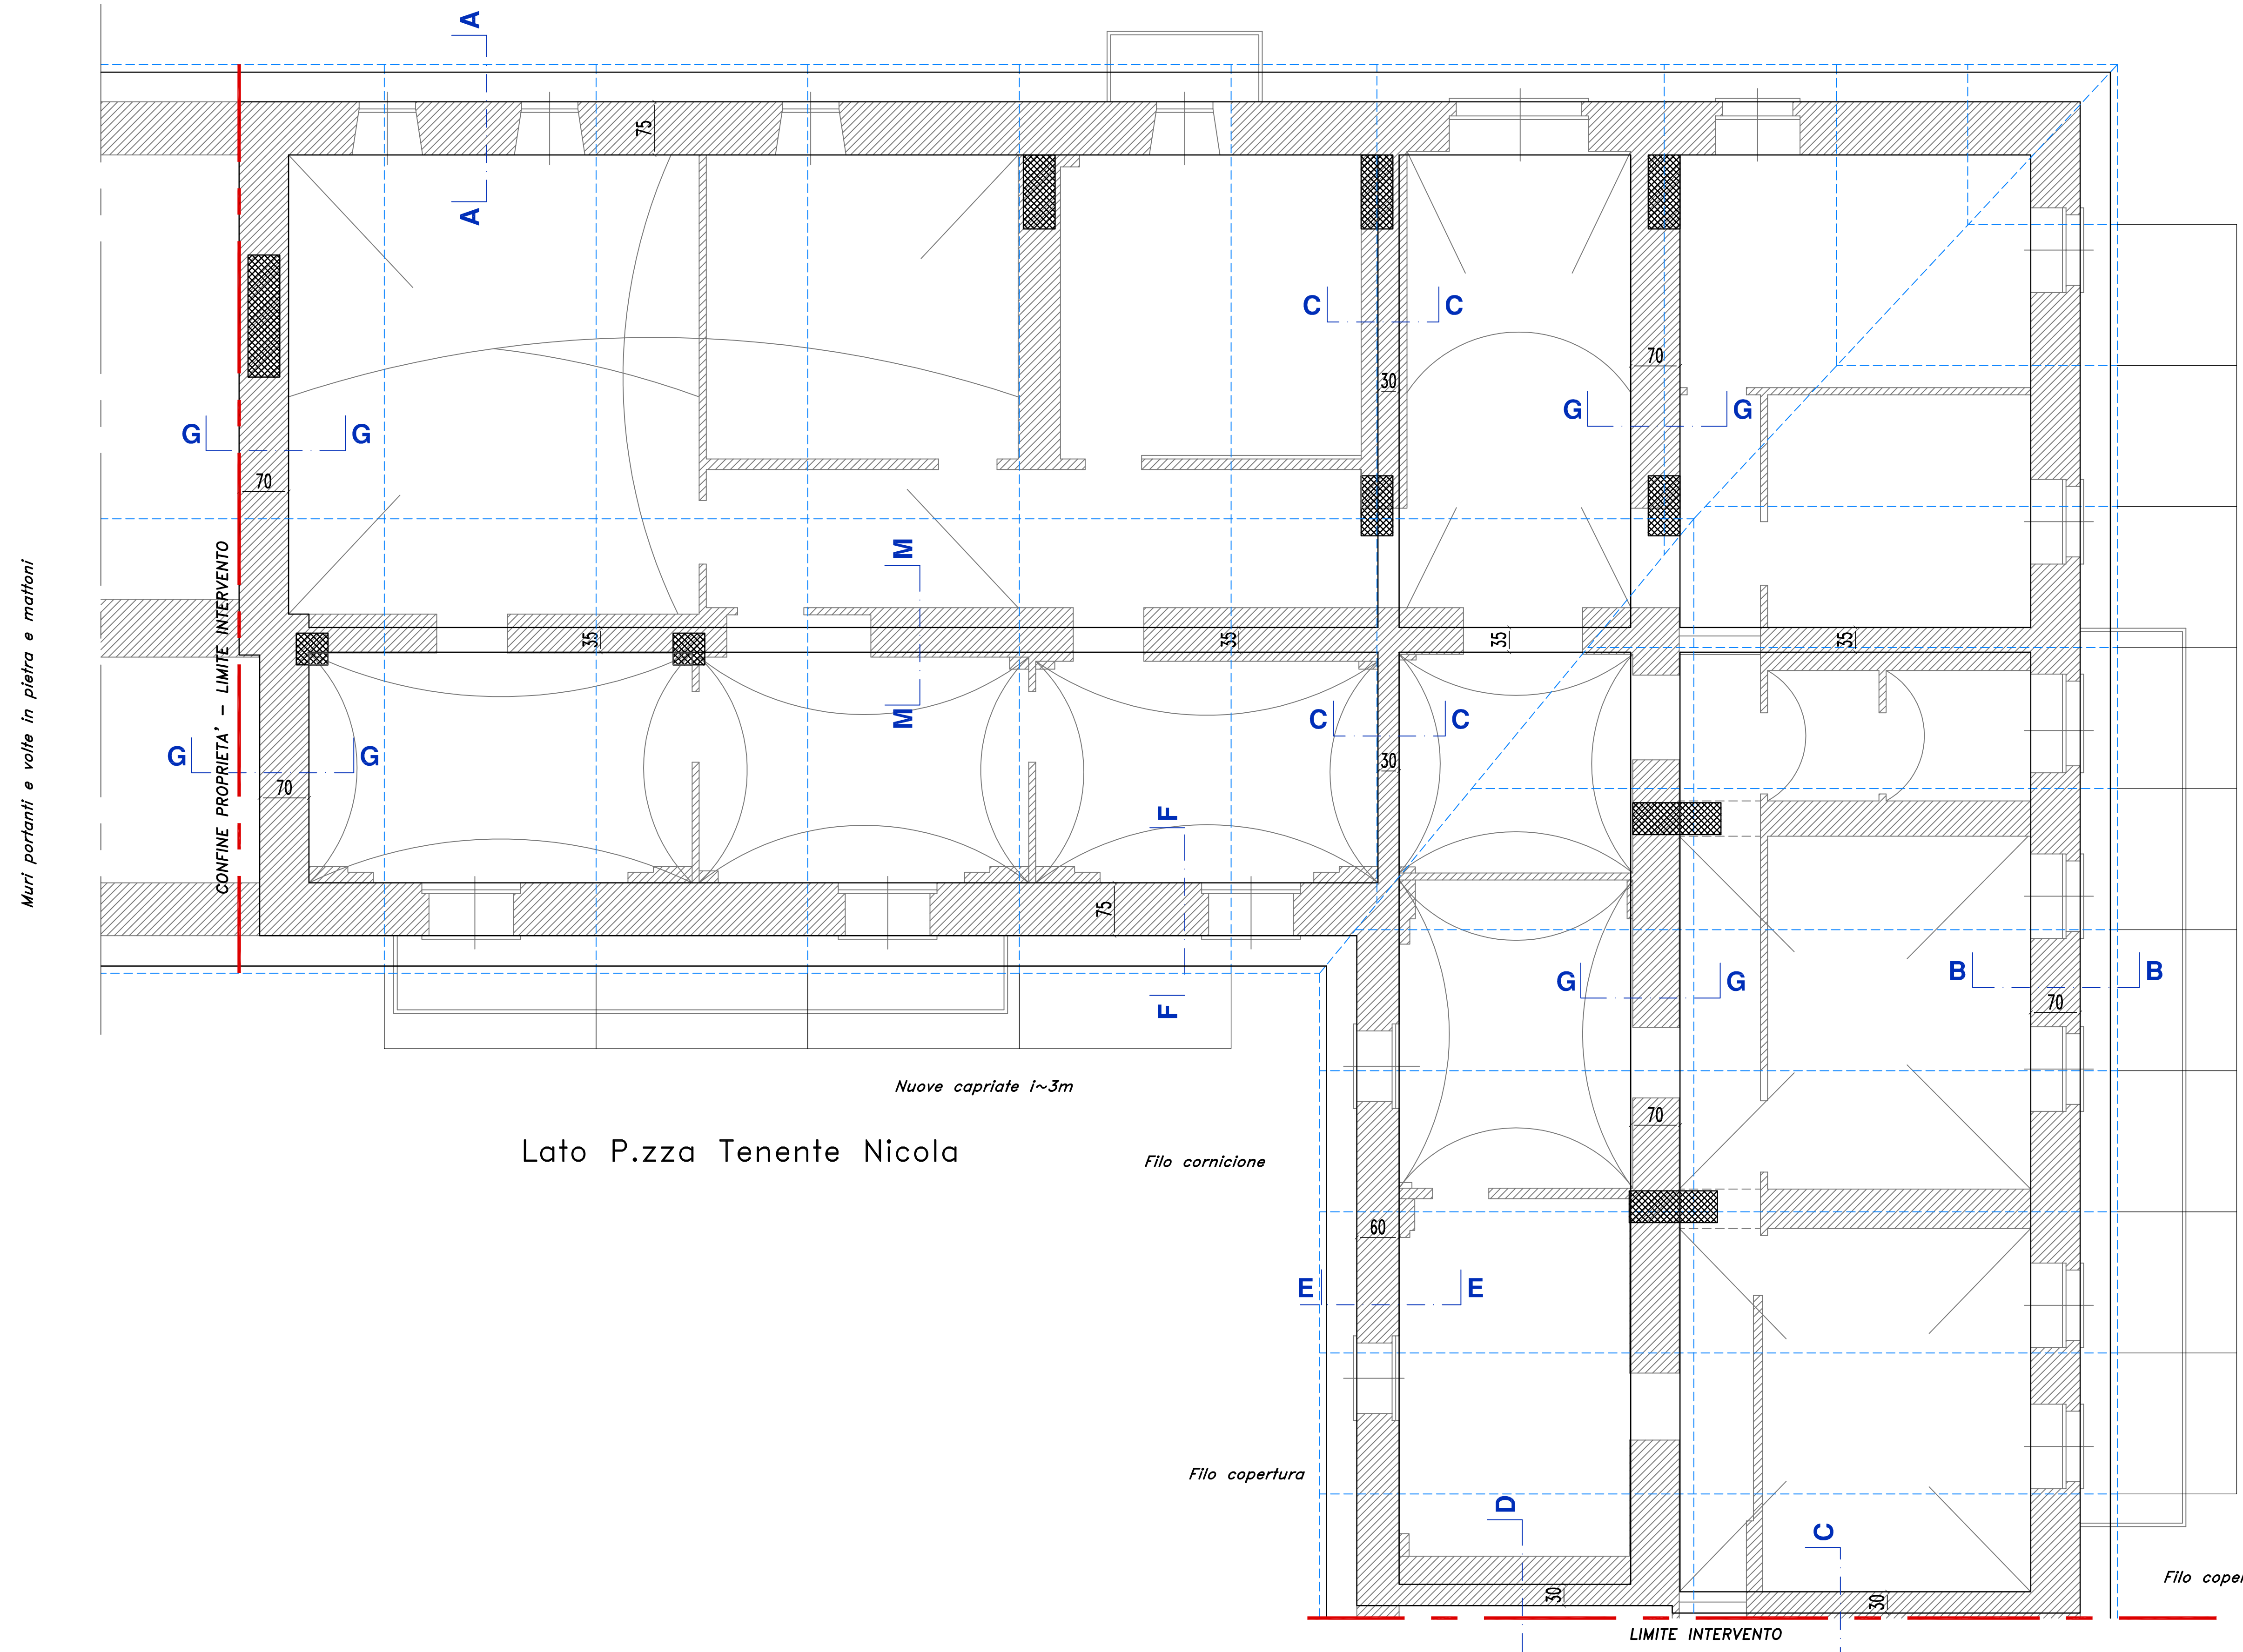 A
75
A
C
C
70
30
G
G
G
G
70
Muri portanti e volte in pietra e mattoni
CONFINE PROPRIETA' – LIMITE INTERVENTO
M
35
35
35
35
M
C
C
G
G
30
70
F
75
G
G
B
B
70
F
Nuove capriate i~3m
70
Lato P.zza Tenente Nicola
Filo cornicione
60
E
E
Filo copertura
D
C
Filo coper
30
30
LIMITE INTERVENTO